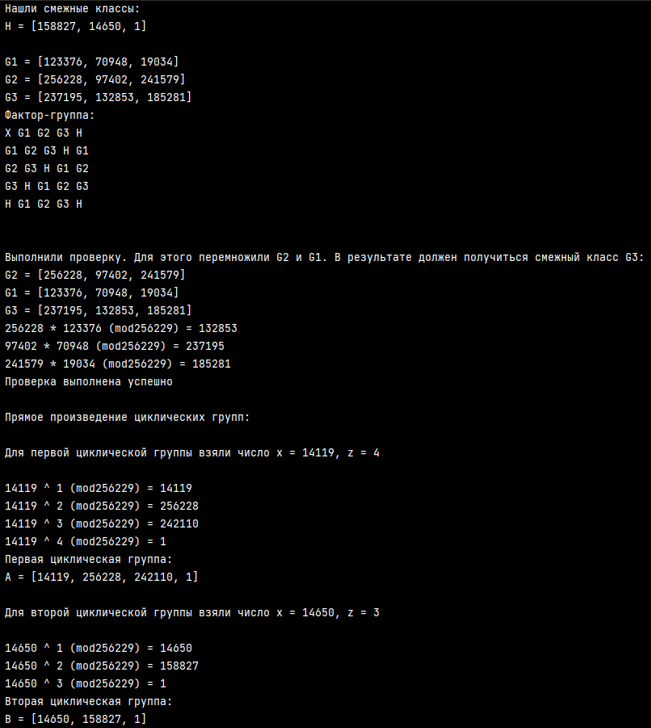 Нашли смежные классы:
H = [158827, 14650, 1]
G1 = [123376, 70948, 19034]
G2 = [256228, 97402, 241579]
G3 = [237195, 132853, 185281]
Фактор-группа:
X G1 G2 G3 H
G1 G2 G3 H G1
G2 G3 H G1 G2
G3 H G1 G2 G3
H G1 G2 G3 H
Выполнили проверку. Для этого перемножили G2 и G1. В результате должен получиться смежный класс G3:
G2 = [256228, 97402, 241579]
G1 = [123376, 70948, 19034]
G3 = [237195, 132853, 185281]
256228 * 123376 (mod256229) = 132853
97402 * 70948 (mod256229) = 237195
241579 * 19034 (mod256229) = 185281
Проверка выполнена успешно
Прямое произведение циклических групп:
Для первой циклической группы взяли число x = 14119, z = 4
14119 ^ 1 (mod256229) = 14119
14119 ^ 2 (mod256229) = 256228
14119 ^ 3 (mod256229) = 242110
14119 ^ 4 (mod256229) = 1
Первая циклическая группа:
A = [14119, 256228, 242110, 1]
Для второй циклической группы взяли число x = 14650, z = 3
14650 ^ 1 (mod256229) = 14650
14650 ^ 2 (mod256229) = 158827
14650 ^ 3 (mod256229) = 1
Вторая циклическая группа:
B = [14650, 158827, 1]